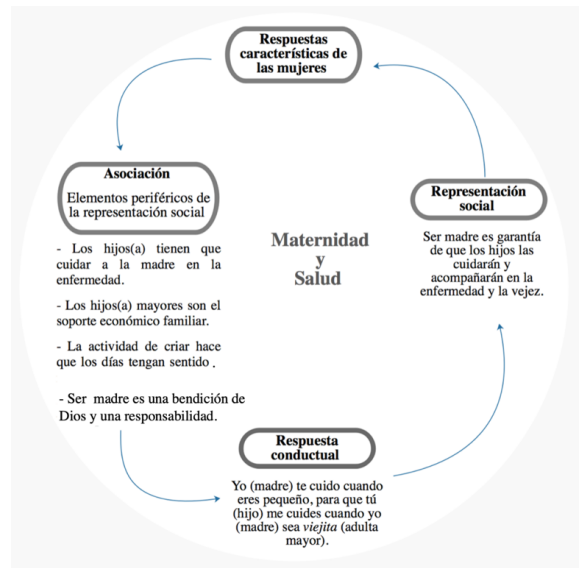 Respuestas
características de
las mujeres
Asociación
Elementos periféricos de
la representación social
- Los hijos(a) tienen que
cuidar a la madre en la
enfermedad.
- Los hijos(a) mayores son el
soporte económico familiar.
- La actividad de criar hace
que los días tengan sentido .
- Ser madre es una bendición de
Dios y una responsabilidad.
Maternidad
y
Salud
Representación
social
Ser madre es garantía
de que los hijos las
cuidarán y
acompañarán en la
enfermedad y la vejez.
Respuesta
conductual
Yo (madre) te cuido cuando
eres pequeño, para que tú
(hijo) me cuides cuando yo
(madre) sea viejita (adulta
mayor).